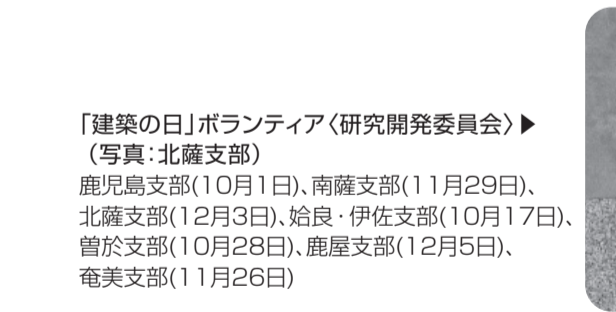 「建築の日」ボランティア〈研究開発委員会〉▶
（写真：北薩支部）
鹿児島支部(10月1日)、南薩支部(11月29日)、
北薩支部(12月3日)、姶良・伊佐支部(10月17日)、
曽於支部(10月28日)、鹿屋支部(12月5日)、
奄美支部(11月26日)